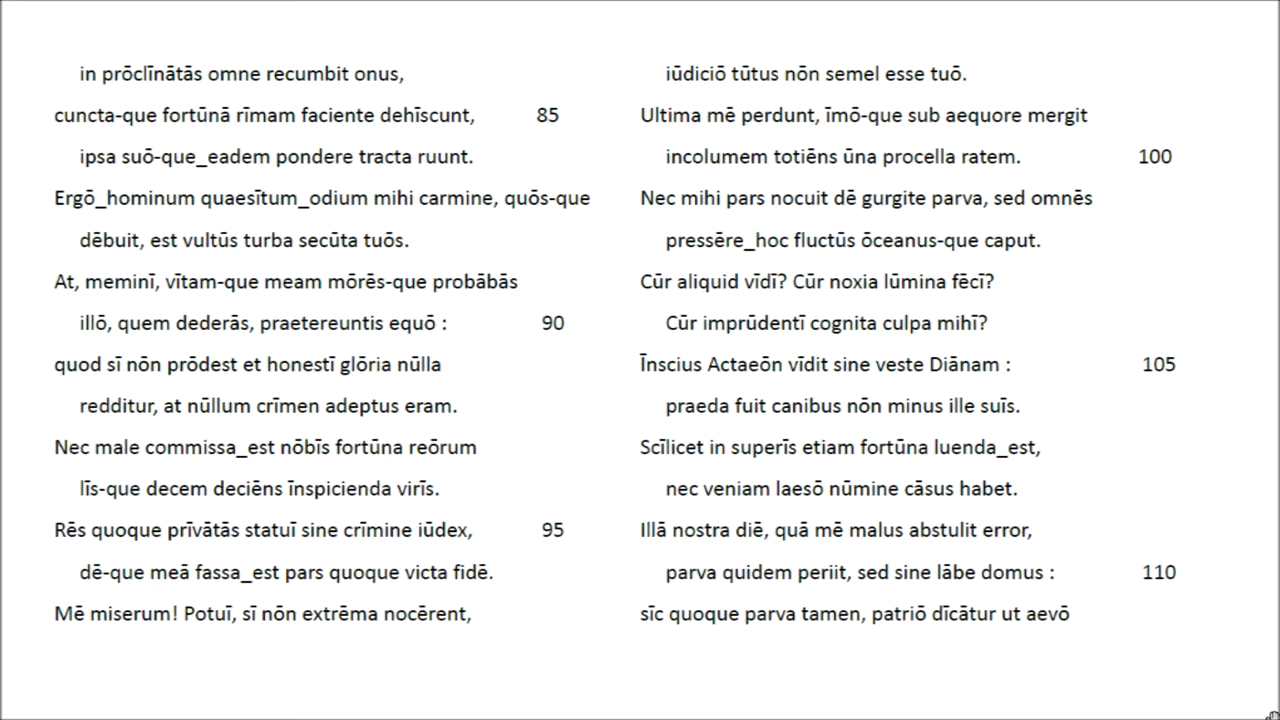 in prōclīnātās omne recumbit onus,
cuncta-que fortūnā rīmam faciente dehīscunt, 85
ipsa suō-que_eadem pondere tracta ruunt.
Ergō_hominum quaesītum_odium mihi carmine, quōs-que
dēbuit, est vultūs turba secūta tuōs.
At, meminī, vītam-que meam mōrēs-que probābās
illō, quem dederās, praetereuntis equō : 90
quod sī nōn prōdest et honestī glōria nūlla
redditur, at nūllum crīmen adeptus eram.
Nec male commissa_est nōbīs fortūna reōrum
līs-que decem deciēns īnspicienda virīs.
Rēs quoque prīvātās statuī sine crīmine iūdex, 95
dē-que meā fassa_est pars quoque victa fidē.
Mē miserum! Potuī, sī nōn extrēma nocērent,
iūdiciō tūtus nōn semel esse tuō.
Ultima mē perdunt, īmō-que sub aequore mergit
incolumem totiēns ūna procella ratem. 100
Nec mihi pars nocuit dē gurgite parva, sed omnēs
pressēre_hoc fluctūs ōceanus-que caput.
Cūr aliquid vīdī? Cūr noxia lūmina fēcī?
Cūr imprūdentī cognita culpa mihī?
Īnscius Actaeōn vīdit sine veste Diānam : 105
praeda fuit canibus nōn minus ille suīs.
Scīlicet in superīs etiam fortūna luenda_est,
nec veniam laesō nūmine cāsus habet.
Illā nostra diē, quā mē malus abstulit error,
parva quidem periit, sed sine lābe domus : 110
sīc quoque parva tamen, patriō dīcātur ut aevō